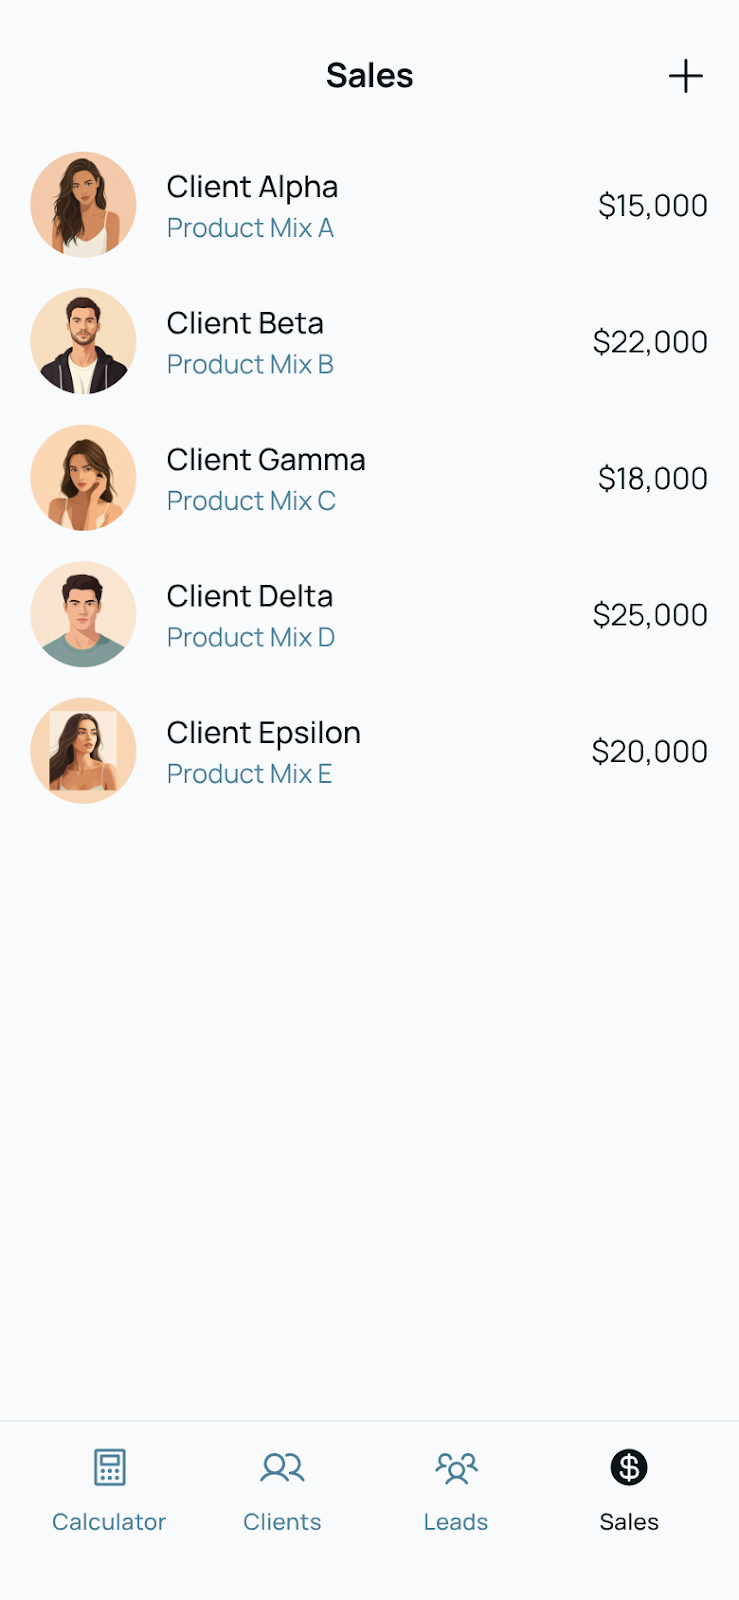 Sales
Client Alpha
Product Mix A
$15,000
Client Beta
Product Mix B
$22,000
Client Gamma
Product Mix C
$18,000
Client Delta
Product Mix D
$25,000
Client Epsilon
Product Mix E
$20,000
Calculator
Clients
Leads
Sales